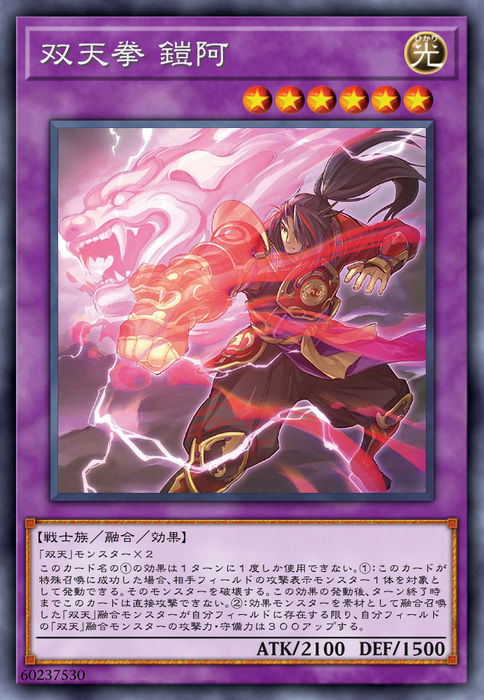 双天拳 鎧阿
ひかり
光
【戦士族／融合／効果】
「双天」モンスター×２
このカード名の①の効果は１ターンに１度しか使用できない。①：このカードが
特殊召喚に成功した場合、相手フィールドの攻撃表示モンスター１体を対象と
して発動できる。そのモンスターを破壊する。この効果の発動後、ターン終了時
までこのカードは直接攻撃できない。②：効果モンスターを素材として融合召喚
した「双天」融合モンスターが自分フィールドに存在する限り、自分フィールド
の「双天」融合モンスターの攻撃力・守備力は３００アップする。
ATK/2100 DEF/1500
60237530